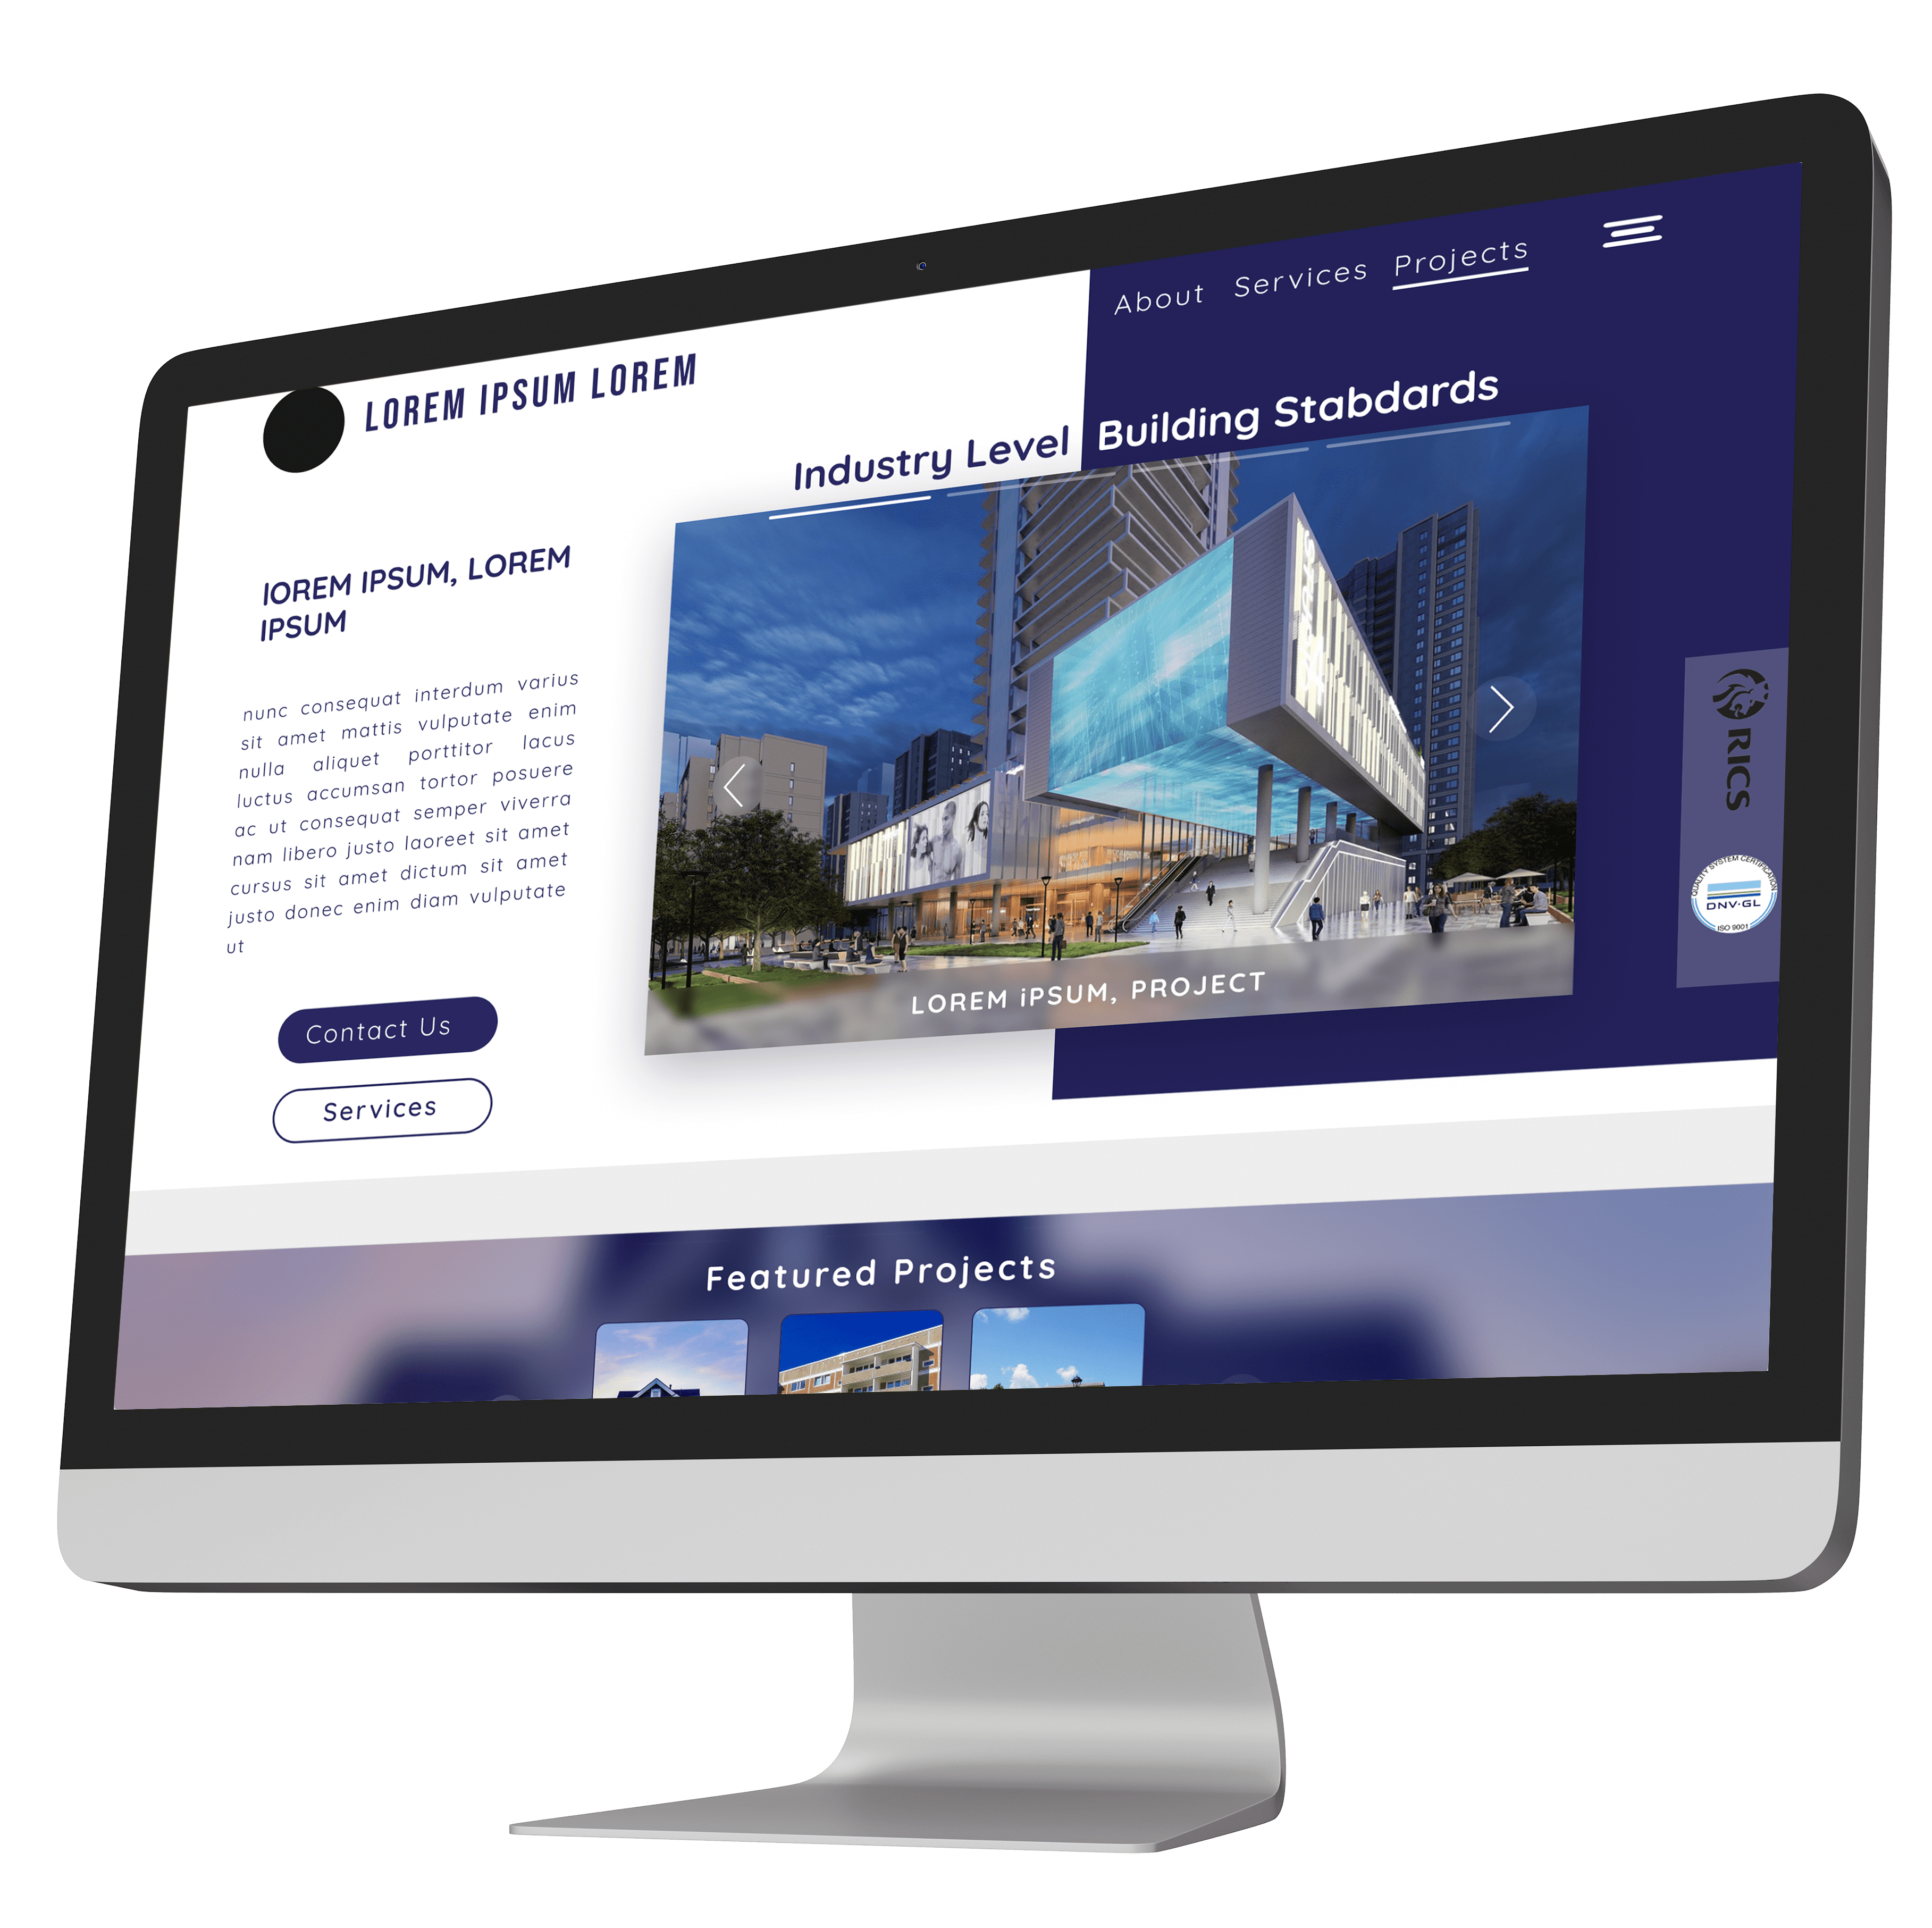 LOREM IPSUM LOREM
About Services Projects
Industry Level Building Stabdards
lOREM IPSUM, LOREM
IPSUM
nunc consequat interdum varius
sit amet mattis vulputate enim
nulla aliquet porttitor lacus
luctus accumsan tortor posuere
ac ut consequat semper viverra
nam libero justo laoreet sit amet
cursus sit amet dictum sit amet
justo donec enim diam vulputate
ut
Contact Us
Services
LOREM iPSUM, PROJECT
RICS
QUALITY SYSTEM CERTIFICATION
DNV·GL
ISO 9001
Featured Projects